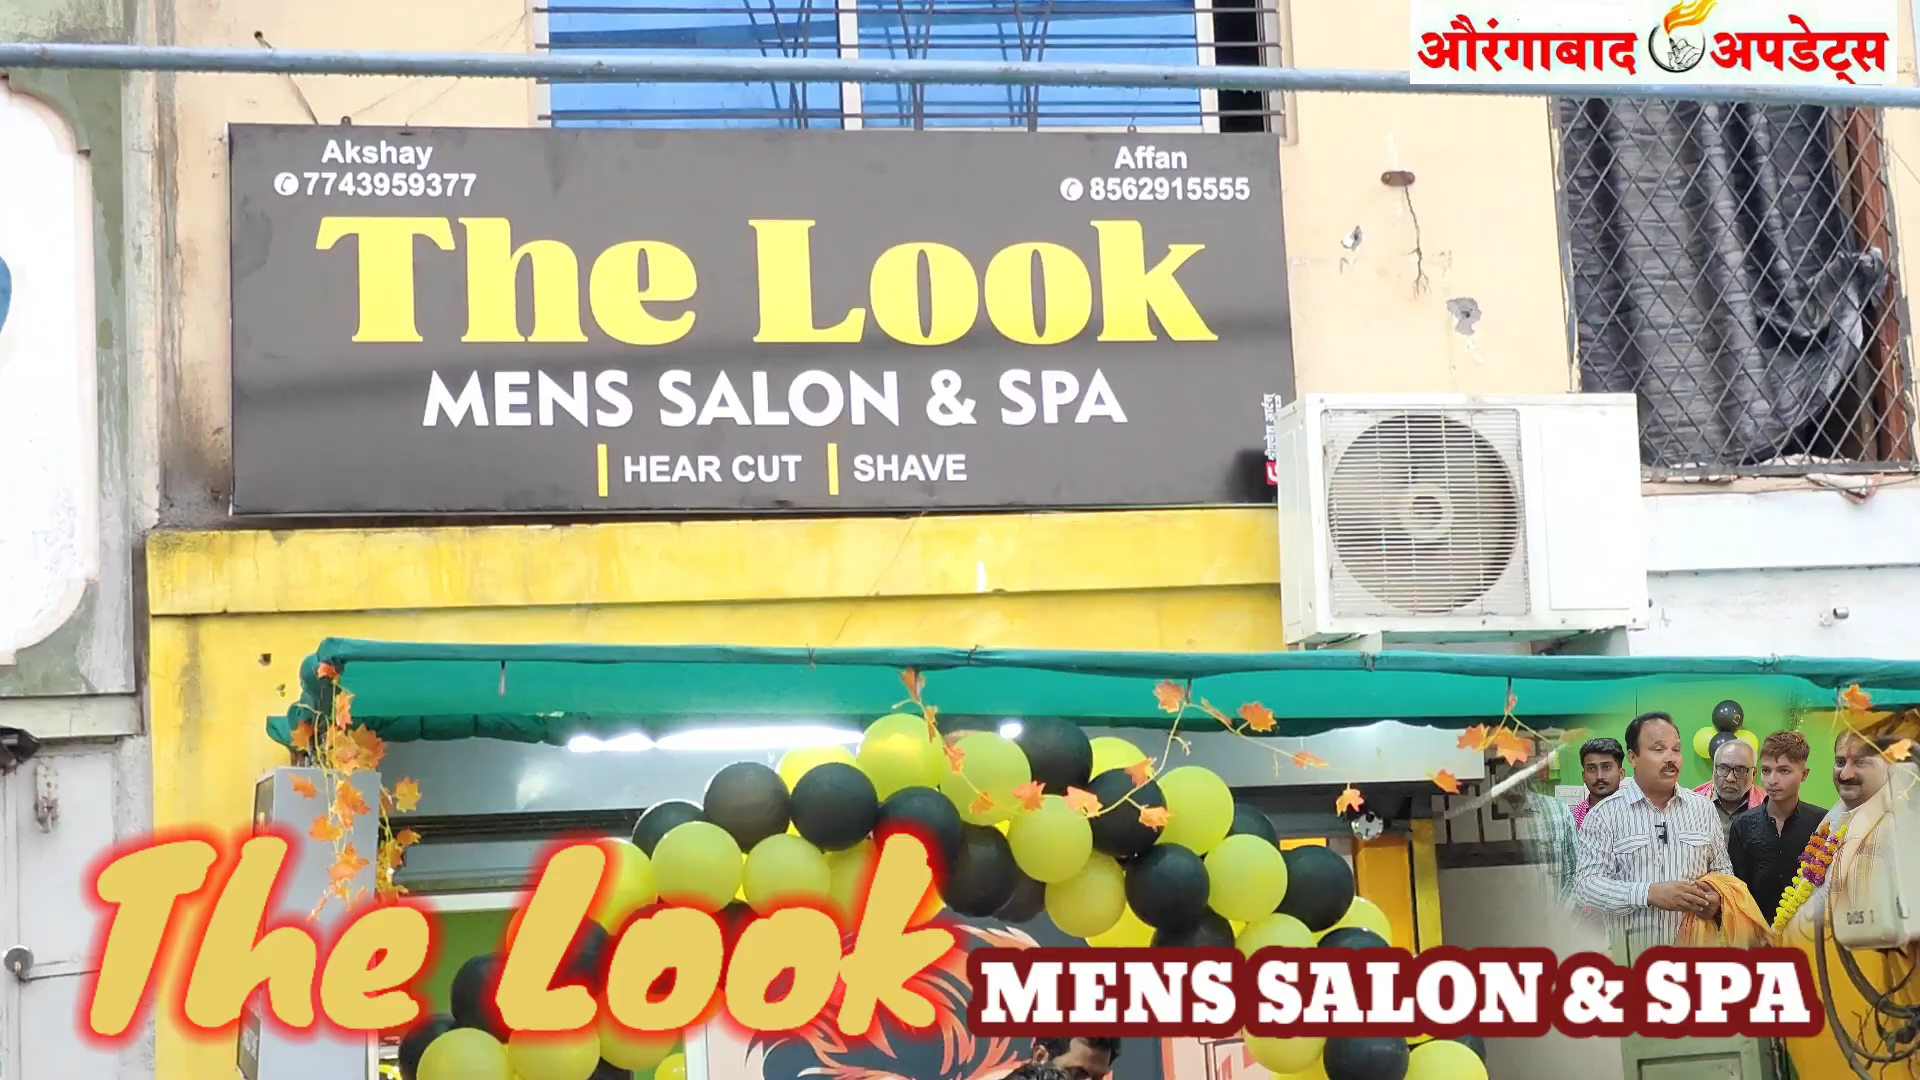 औरंगाबाद अपडेट्स
Akshay
7743959377
Affan
8562915555
The Look
MENS SALON & SPA
HEAR CUT
SHAVE
The Look
MENS SALON & SPA